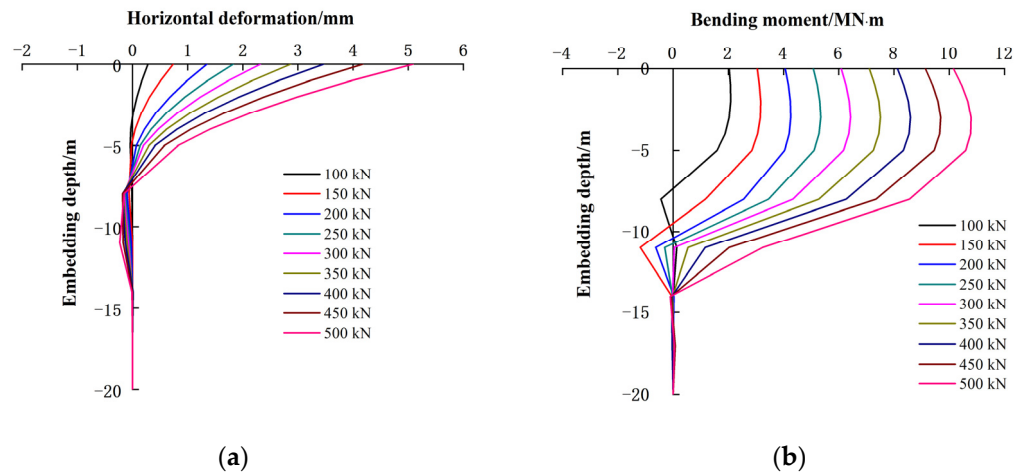 Horizontal deformation/mm
−2 −1 0 1 2 3 4 5 6
0
−5
−10
−15
−20
Embedding depth/m
100 kN
150 kN
200 kN
250 kN
300 kN
350 kN
400 kN
450 kN
500 kN
(a)
Bending moment/MN·m
−4 −2 0 2 4 6 8 10 12
0
−5
−10
−15
−20
Embedding depth/m
100 kN
150 kN
200 kN
250 kN
300 kN
350 kN
400 kN
450 kN
500 kN
(b)